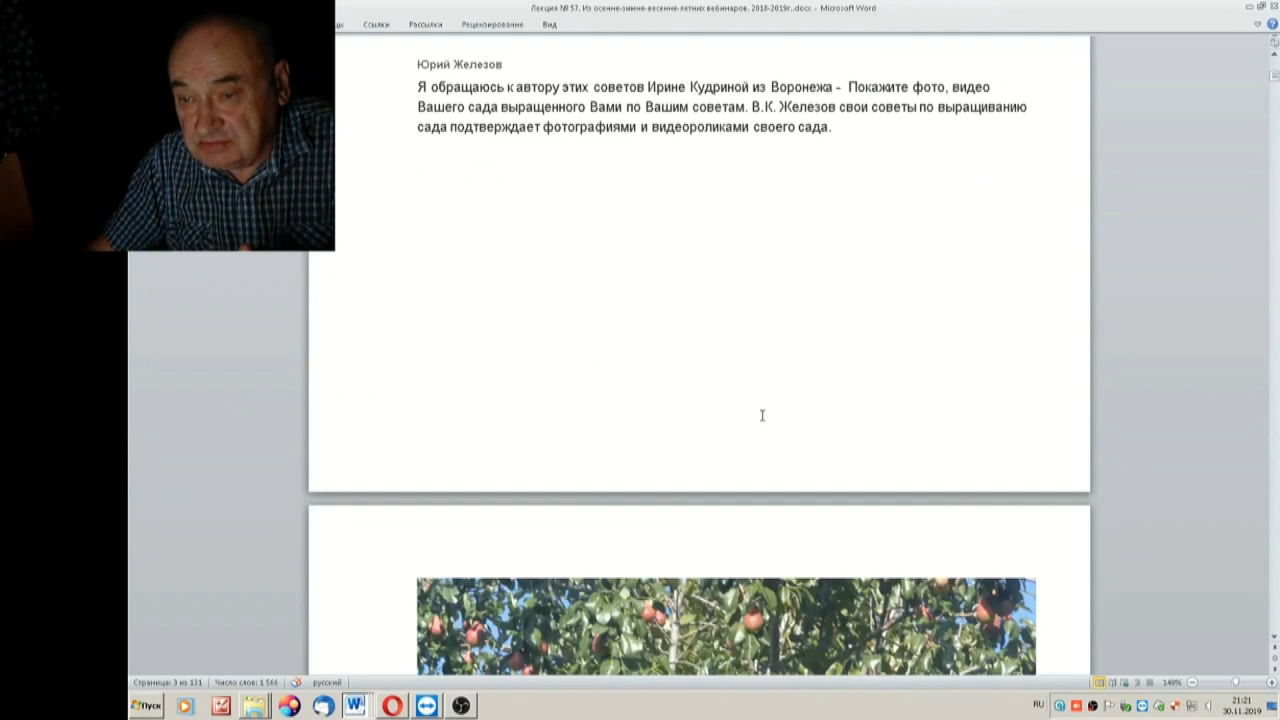 Лекция № 57. Из осенне-зимне-весенне-летних вебинаров. 2018-2019г..docx - Microsoft Word
Ссылки Рассылки Рецензирование Вид
Юрий Железов
Я обращаюсь к автору этих советов Ирине Кудриной из Воронежа - Покажите фото, видео
Вашего сада выращенного Вами по Вашим советам. В.К. Железов свои советы по выращиванию
сада подтверждает фотографиями и видеороликами своего сада.
Страница: 3 из 131 Число слов: 1 566 русский 140%
Пуск RU 21:21
30.11.2019